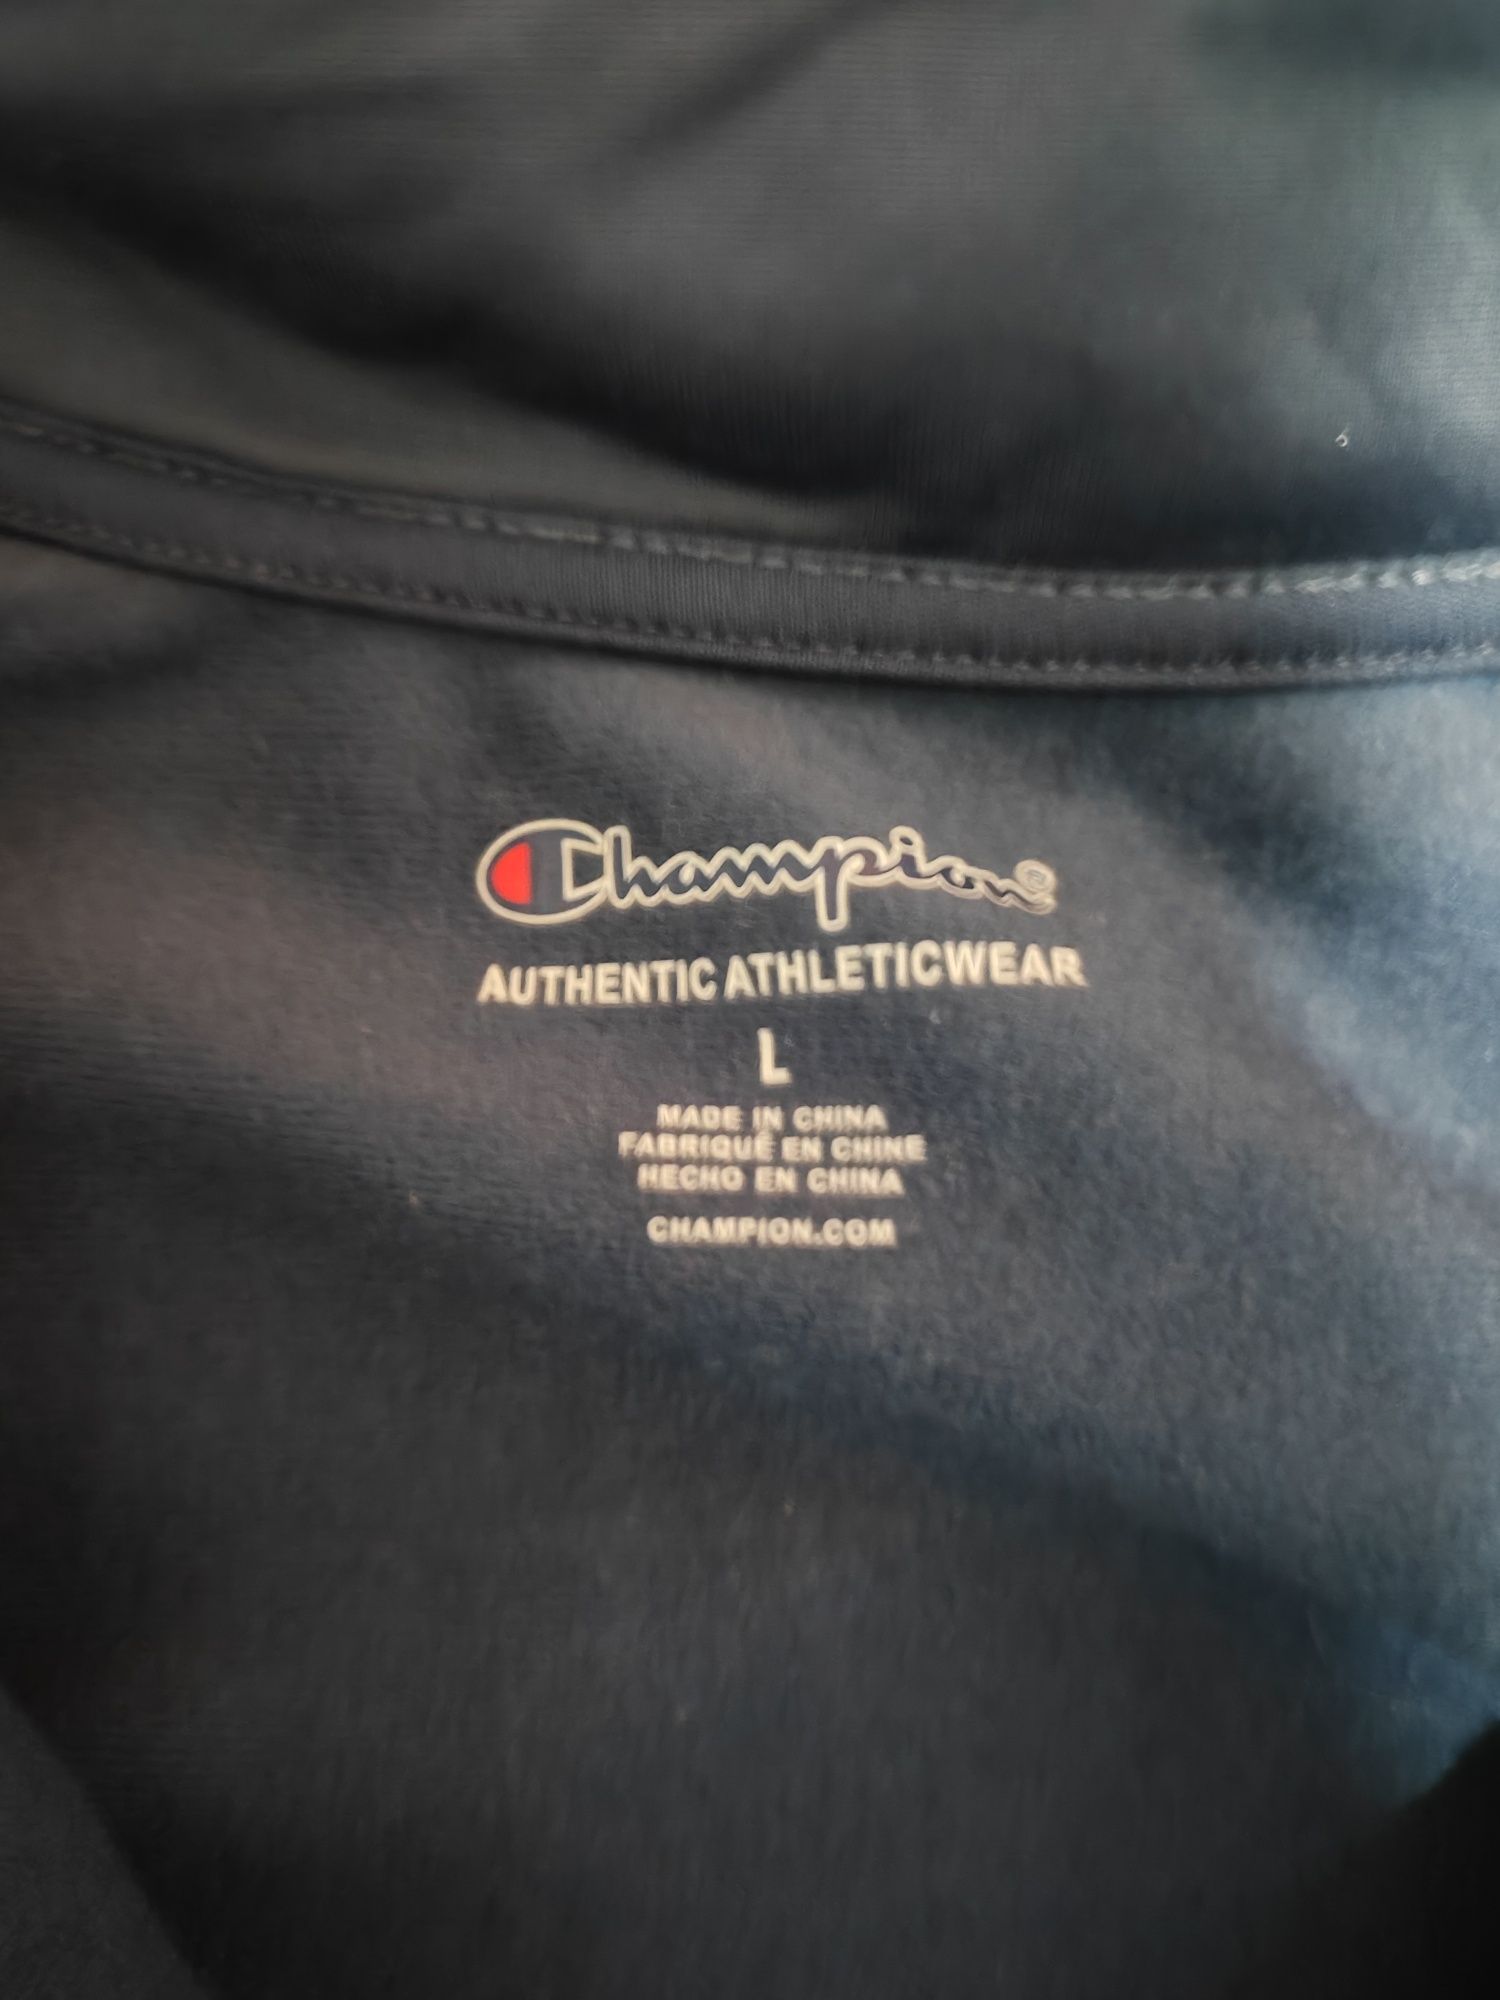 Champion®
AUTHENTIC ATHLETICWEAR
L
MADE IN CHINA
FABRIQUÉ EN CHINE
HECHO EN CHINA
CHAMPION.COM